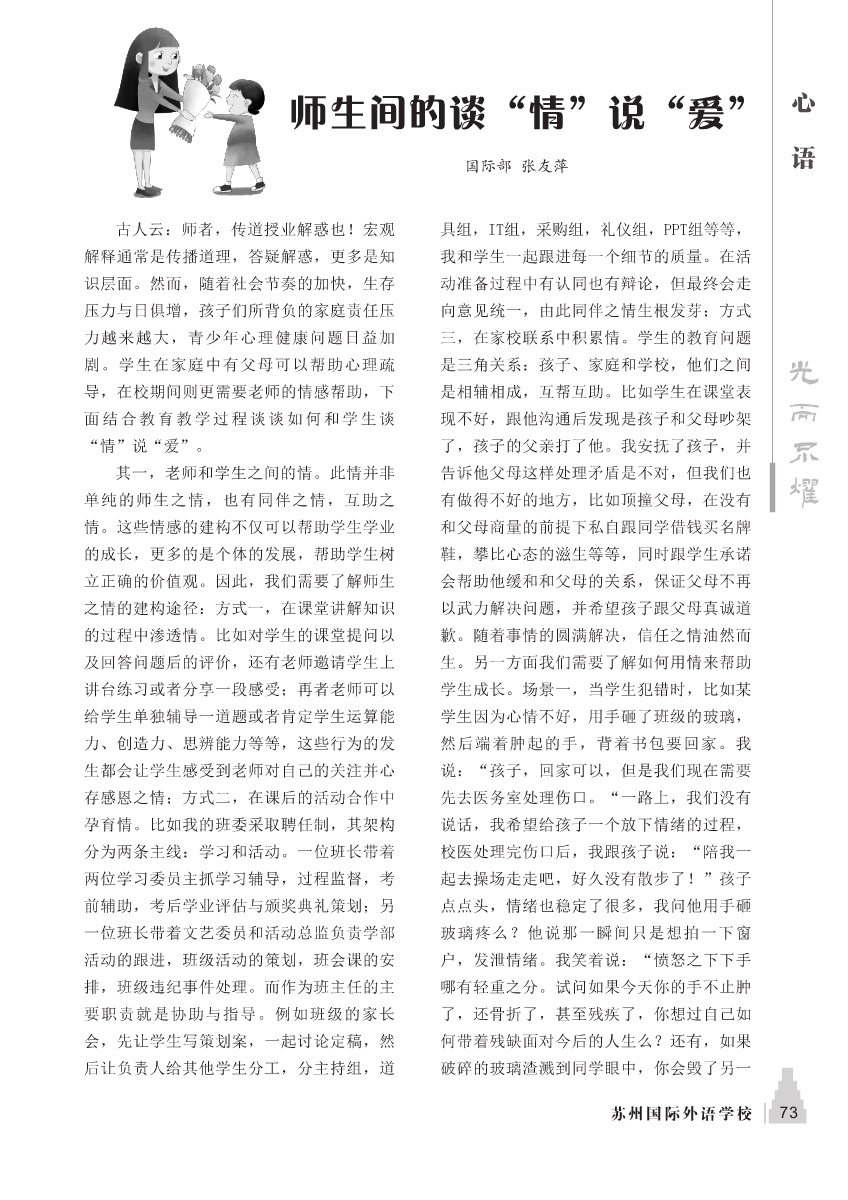 师生间的谈“情”说“爱”
国际部 张友萍
古人云：师者，传道授业解惑也！宏观
解释通常是传播道理，答疑解惑，更多是知
识层面。然而，随着社会节奏的加快，生存
压力与日俱增，孩子们所背负的家庭责任压
力越来越大，青少年心理健康问题日益加
剧。学生在家庭中有父母可以帮助心理疏
导，在校期间则更需要老师的情感帮助，下
面结合教育教学过程谈谈如何和学生谈
“情”说“爱”。
其一，老师和学生之间的情。此情并非
单纯的师生之情，也有同伴之情，互助之
情。这些情感的建构不仅可以帮助学生学业
的成长，更多的是个体的发展，帮助学生树
立正确的价值观。因此，我们需要了解师生
之情的建构途径：方式一，在课堂讲解知识
的过程中渗透情。比如对学生的课堂提问以
及回答问题后的评价，还有老师邀请学生上
讲台练习或者分享一段感受；再者老师可以
给学生单独辅导一道题或者肯定学生运算能
力、创造力、思辨能力等等，这些行为的发
生都会让学生感受到老师对自己的关注并心
存感恩之情；方式二，在课后的活动合作中
孕育情。比如我的班委采取聘任制，其架构
分为两条主线：学习和活动。一位班长带着
两位学习委员主抓学习辅导，过程监督，考
前辅助，考后学业评估与颁奖典礼策划；另
一位班长带着文艺委员和活动总监负责学部
活动的跟进，班级活动的策划，班会课的安
排，班级违纪事件处理。而作为班主任的主
要职责就是协助与指导。例如班级的家长
会，先让学生写策划案，一起讨论定稿，然
后让负责人给其他学生分工，分主持组，道
具组，IT组，采购组，礼仪组，PPT组等等，
我和学生一起跟进每一个细节的质量。在活
动准备过程中有认同也有辩论，但最终会走
向意见统一，由此同伴之情生根发芽；方式
三，在家校联系中积累情。学生的教育问题
是三角关系：孩子、家庭和学校，他们之间
是相辅相成，互帮互助。比如学生在课堂表
现不好，跟他沟通后发现是孩子和父母吵架
了，孩子的父亲打了他。我安抚了孩子，并
告诉他父母这样处理矛盾是不对，但我们也
有做得不好的地方，比如顶撞父母，在没有
和父母商量的前提下私自跟同学借钱买名牌
鞋，攀比心态的滋生等等，同时跟学生承诺
会帮助他缓和和父母的关系，保证父母不再
以武力解决问题，并希望孩子跟父母真诚道
歉。随着事情的圆满解决，信任之情油然而
生。另一方面我们需要了解如何用情来帮助
学生成长。场景一，当学生犯错时，比如某
学生因为心情不好，用手砸了班级的玻璃，
然后端着肿起的手，背着书包要回家。我
说：“孩子，回家可以，但是我们现在需要
先去医务室处理伤口。“一路上，我们没有
说话，我希望给孩子一个放下情绪的过程，
校医处理完伤口后，我跟孩子说：“陪我一
起去操场走走吧，好久没有散步了！”孩子
点点头，情绪也稳定了很多，我问他用手砸
玻璃疼么？他说那一瞬间只是想拍一下窗
户，发泄情绪。我笑着说：“愤怒之下下手
哪有轻重之分。试问如果今天你的手不止肿
了，还骨折了，甚至残疾了，你想过自己如
何带着残缺面对今后的人生么？还有，如果
破碎的玻璃渣溅到同学眼中，你会毁了另一
心
语
光
而
不
耀
苏州国际外语学校
73